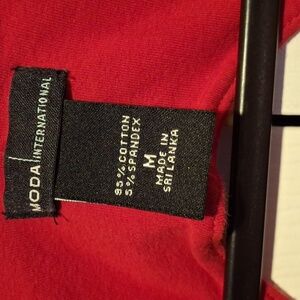 MODA INTERNATIONAL
95% COTTON
5% SPANDEX
M
MADE IN
SRI LANKA